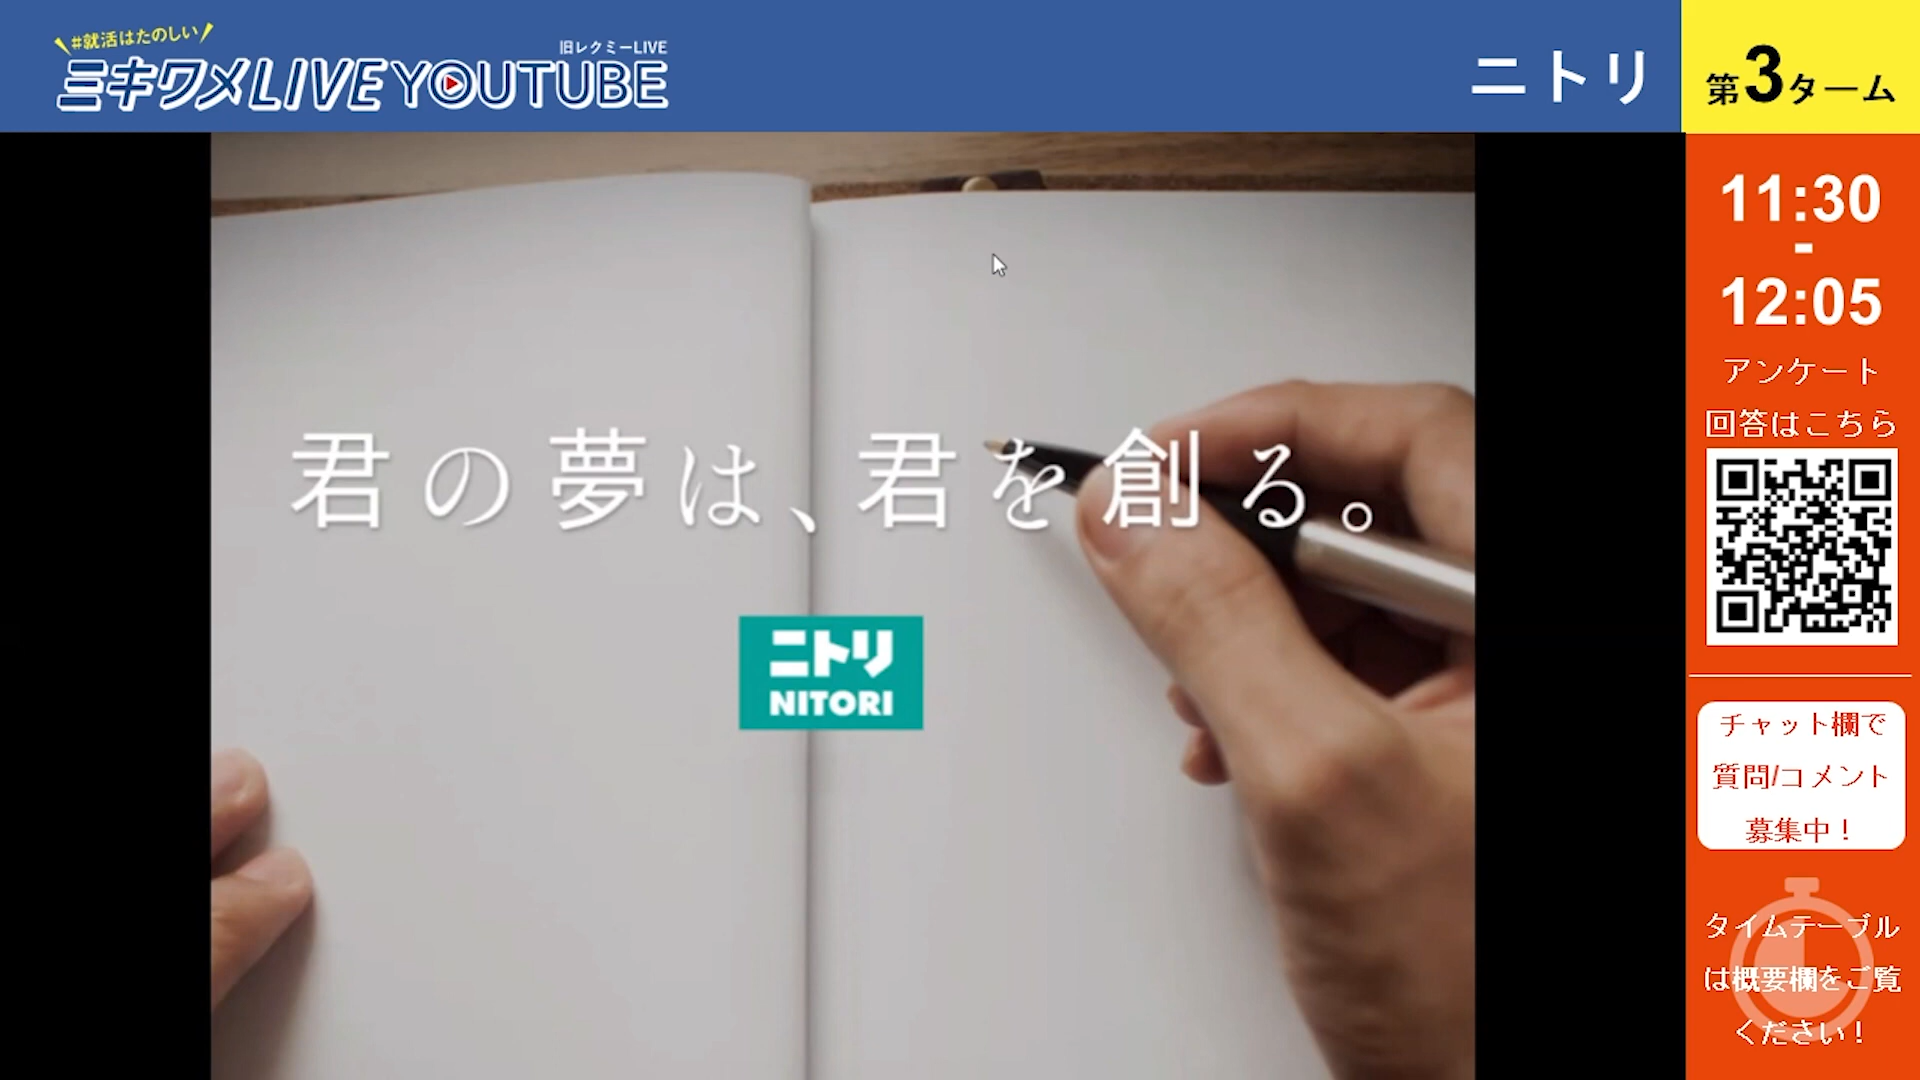 #就活はたのしい
旧レクミーLIVE
ミキワメLIVE YOUTUBE
ニトリ
第3ターム
君の夢は、君を創る。
ニトリ
NITORI
11:30
-
12:05
アンケート
回答はこちら
チャット欄で
質問/コメント
募集中！
タイムテーブル
は概要欄をご覧
ください！